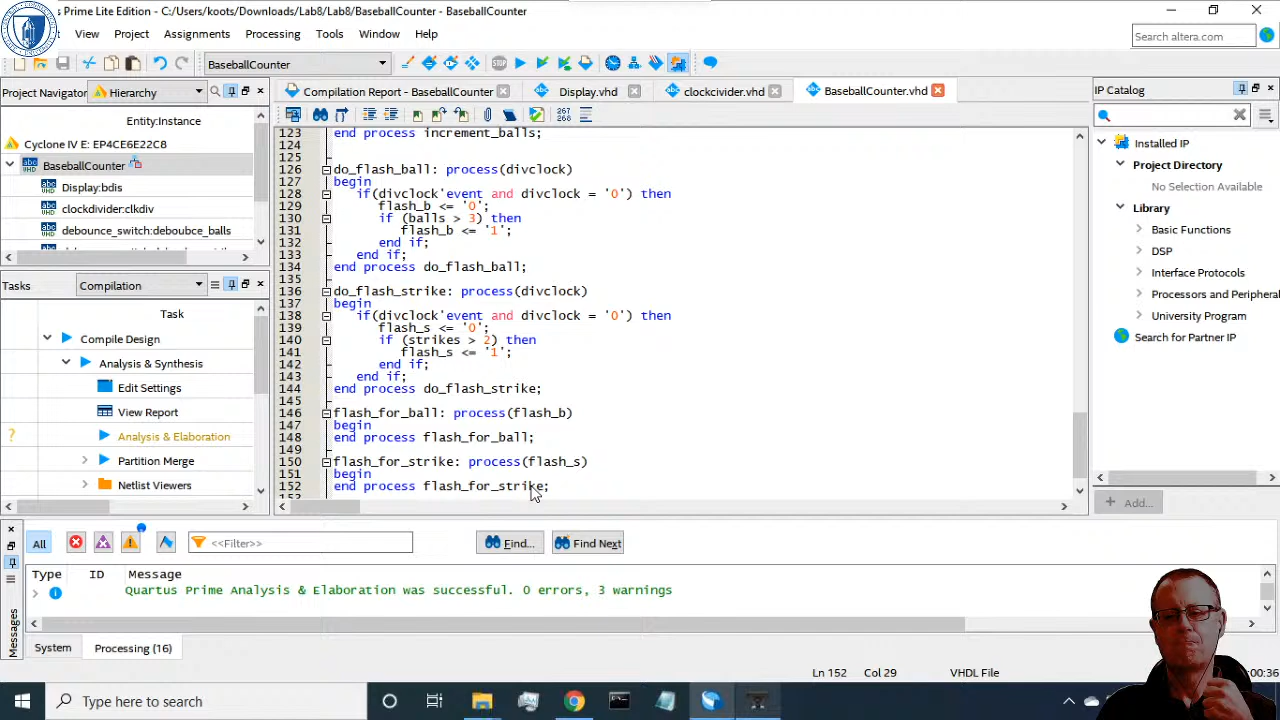 s Prime Lite Edition - C:/Users/koots/Downloads/Lab8/Lab8/BaseballCounter - BaseballCounter
View Project Assignments Processing Tools Window Help
Search altera.com
BaseballCounter
Project Navigator Hierarchy
Compilation Report - BaseballCounter
Display.vhd
clockcivider.vhd
BaseballCounter.vhd
IP Catalog
267
268
Entity:Instance
Cyclone IV E: EP4CE6E22C8
BaseballCounter
Display:bdis
clockdivider:clkdiv
debounce_switch:deboubce_balls
Tasks Compilation
Task
Compile Design
Analysis & Synthesis
Edit Settings
View Report
? Analysis & Elaboration
Partition Merge
Netlist Viewers
123 end process increment_balls;
124
125
126 do_flash_ball: process(divclock)
127 begin
128 if(divclock'event and divclock = '0') then
129 flash_b <= '0';
130 if (balls > 3) then
131 flash_b <= '1';
132 end if;
133 end if;
134 end process do_flash_ball;
135
136 do_flash_strike: process(divclock)
137 begin
138 if(divclock'event and divclock = '0') then
139 flash_s <= '0';
140 if (strikes > 2) then
141 flash_s <= '1';
142 end if;
143 end if;
144 end process do_flash_strike;
145
146 flash_for_ball: process(flash_b)
147 begin
148 end process flash_for_ball;
149
150 flash_for_strike: process(flash_s)
151 begin
152 end process flash_for_strike;
Installed IP
Project Directory
No Selection Available
Library
Basic Functions
DSP
Interface Protocols
Processors and Periphera
University Program
Search for Partner IP
+ Add...
All
<<Filter>>
Find...
Find Next
Type ID Message
Quartus Prime Analysis & Elaboration was successful. 0 errors, 3 warnings
Messages
System Processing (16)
Ln 152 Col 29 VHDL File
00:36
Type here to search